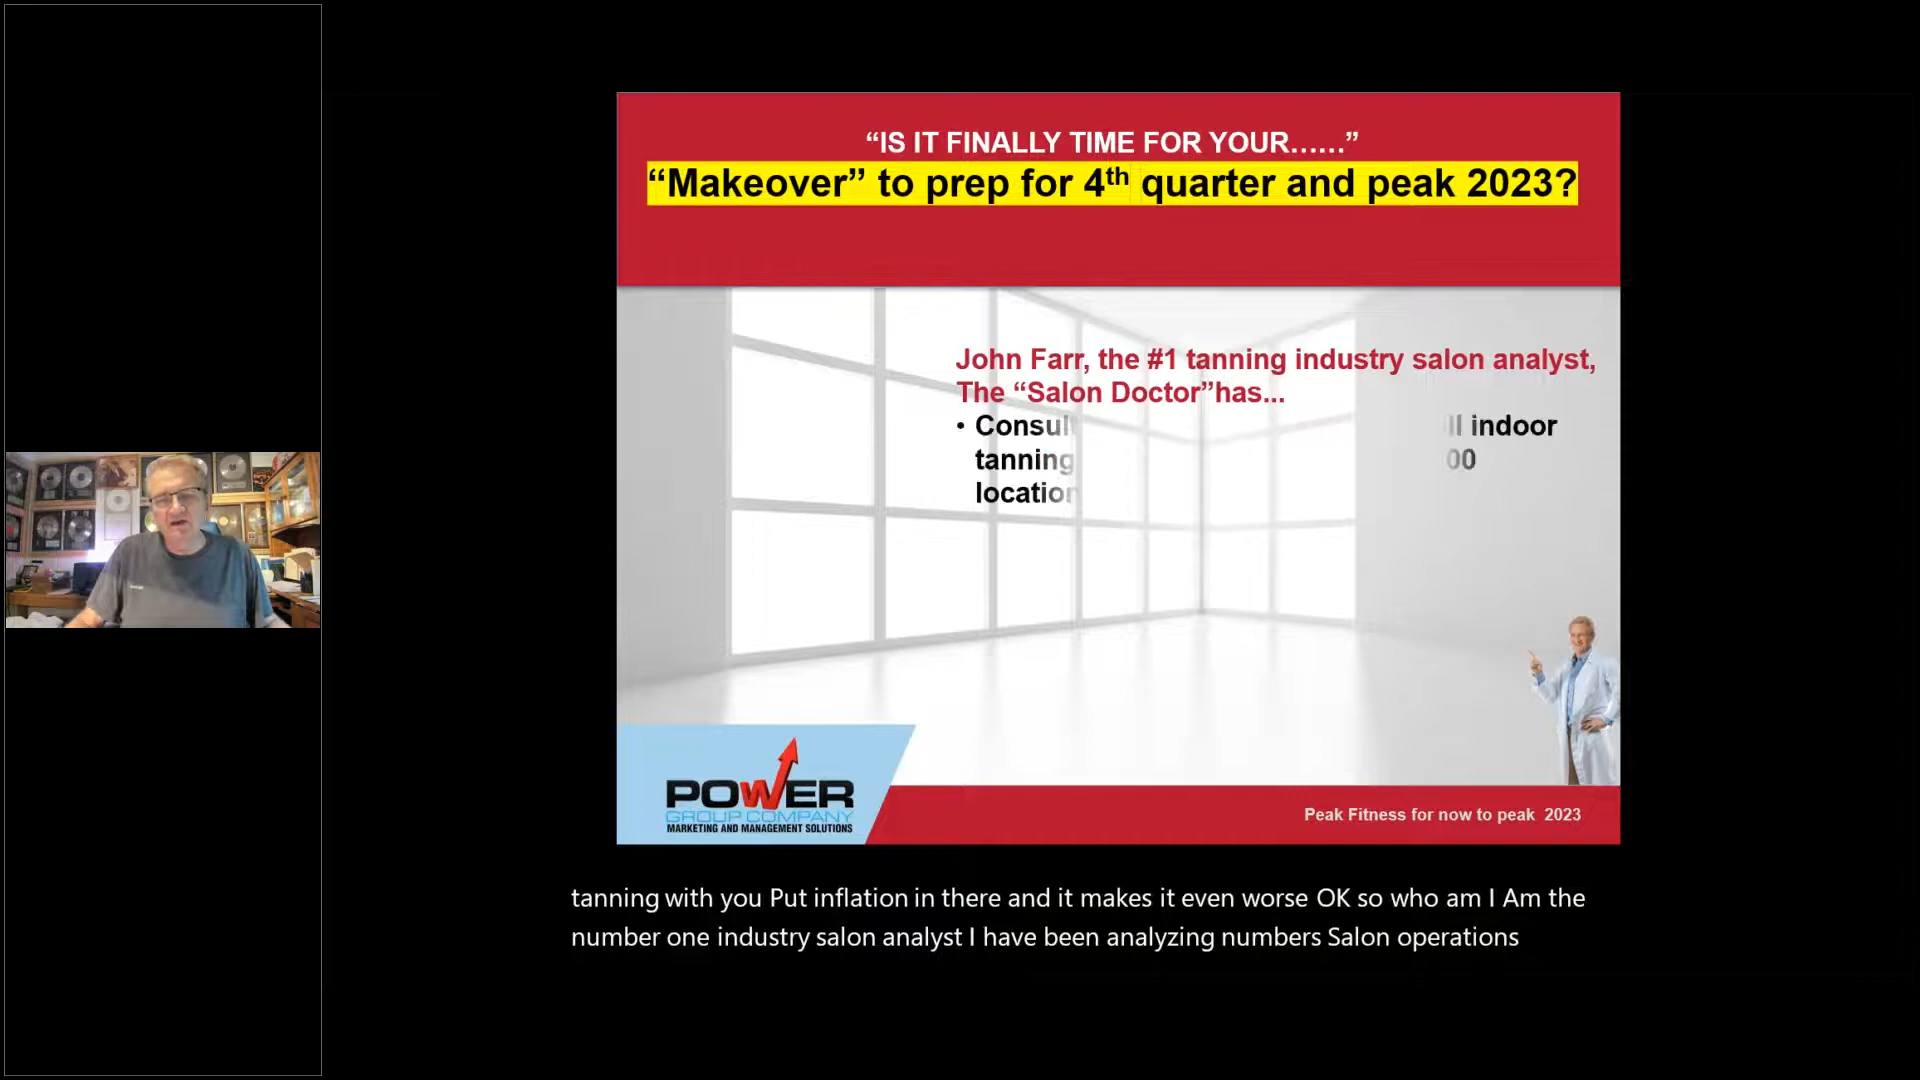 “IS IT FINALLY TIME FOR YOUR......”
“Makeover” to prep for 4th quarter and peak 2023?
John Farr, the #1 tanning industry salon analyst,
The “Salon Doctor”has...
• indoor
tanning
POWER
GROUP COMPANY
MARKETING AND MANAGEMENT SOLUTIONS
Peak Fitness for now to peak 2023
tanning with you Put inflation in there and it makes it even worse OK so who am I Am the
number one industry salon analyst I have been analyzing numbers Salon operations